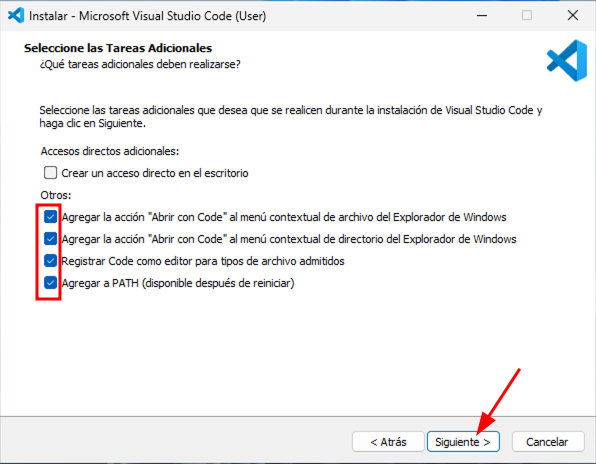 Instalar - Microsoft Visual Studio Code (User)
Seleccione las Tareas Adicionales
¿Qué tareas adicionales deben realizarse?
Seleccione las tareas adicionales que desea que se realicen durante la instalación de Visual Studio Code y
haga clic en Siguiente.
Accesos directos adicionales:
Crear un acceso directo en el escritorio
Otros:
Agregar la acción "Abrir con Code" al menú contextual de archivo del Explorador de Windows
Agregar la acción "Abrir con Code" al menú contextual de directorio del Explorador de Windows
Registrar Code como editor para tipos de archivo admitidos
Agregar a PATH (disponible después de reiniciar)
< Atrás
Siguiente >
Cancelar